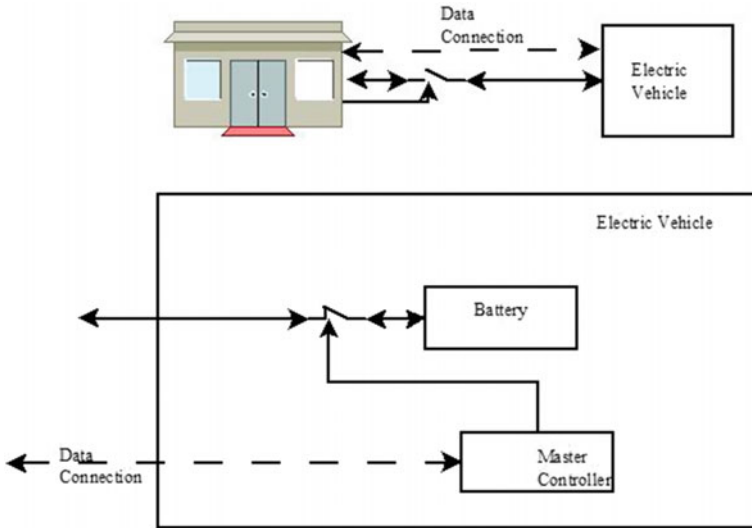 Data
Connection
Electric
Vehicle
Electric Vehicle
Battery
Data
Connection
Master
Controller